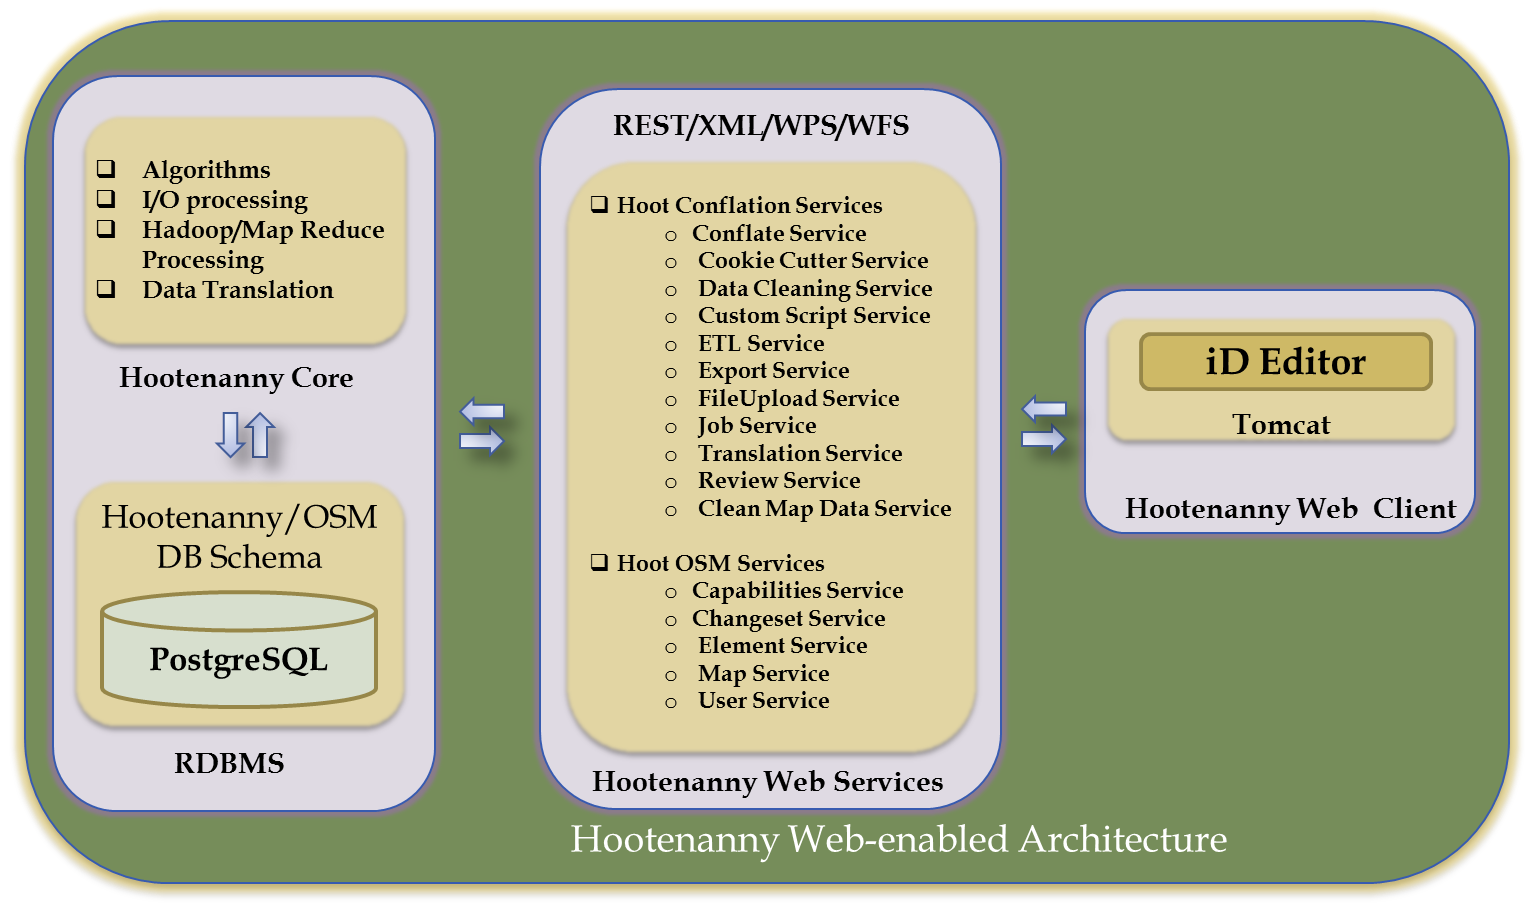 Algorithms
I/O processing
Hadoop/Map Reduce
Processing
Data Translation
Hootenanny Core
Hootenanny/OSM
DB Schema
PostgreSQL
RDBMS
REST/XML/WPS/WFS
Hoot Conflation Services
Conflate Service
Cookie Cutter Service
Data Cleaning Service
Custom Script Service
ETL Service
Export Service
FileUpload Service
Job Service
Translation Service
Review Service
Clean Map Data Service
Hoot OSM Services
Capabilities Service
Changeset Service
Element Service
Map Service
User Service
Hootenanny Web Services
iD Editor
Tomcat
Hootenanny Web Client
Hootenanny Web-enabled Architecture